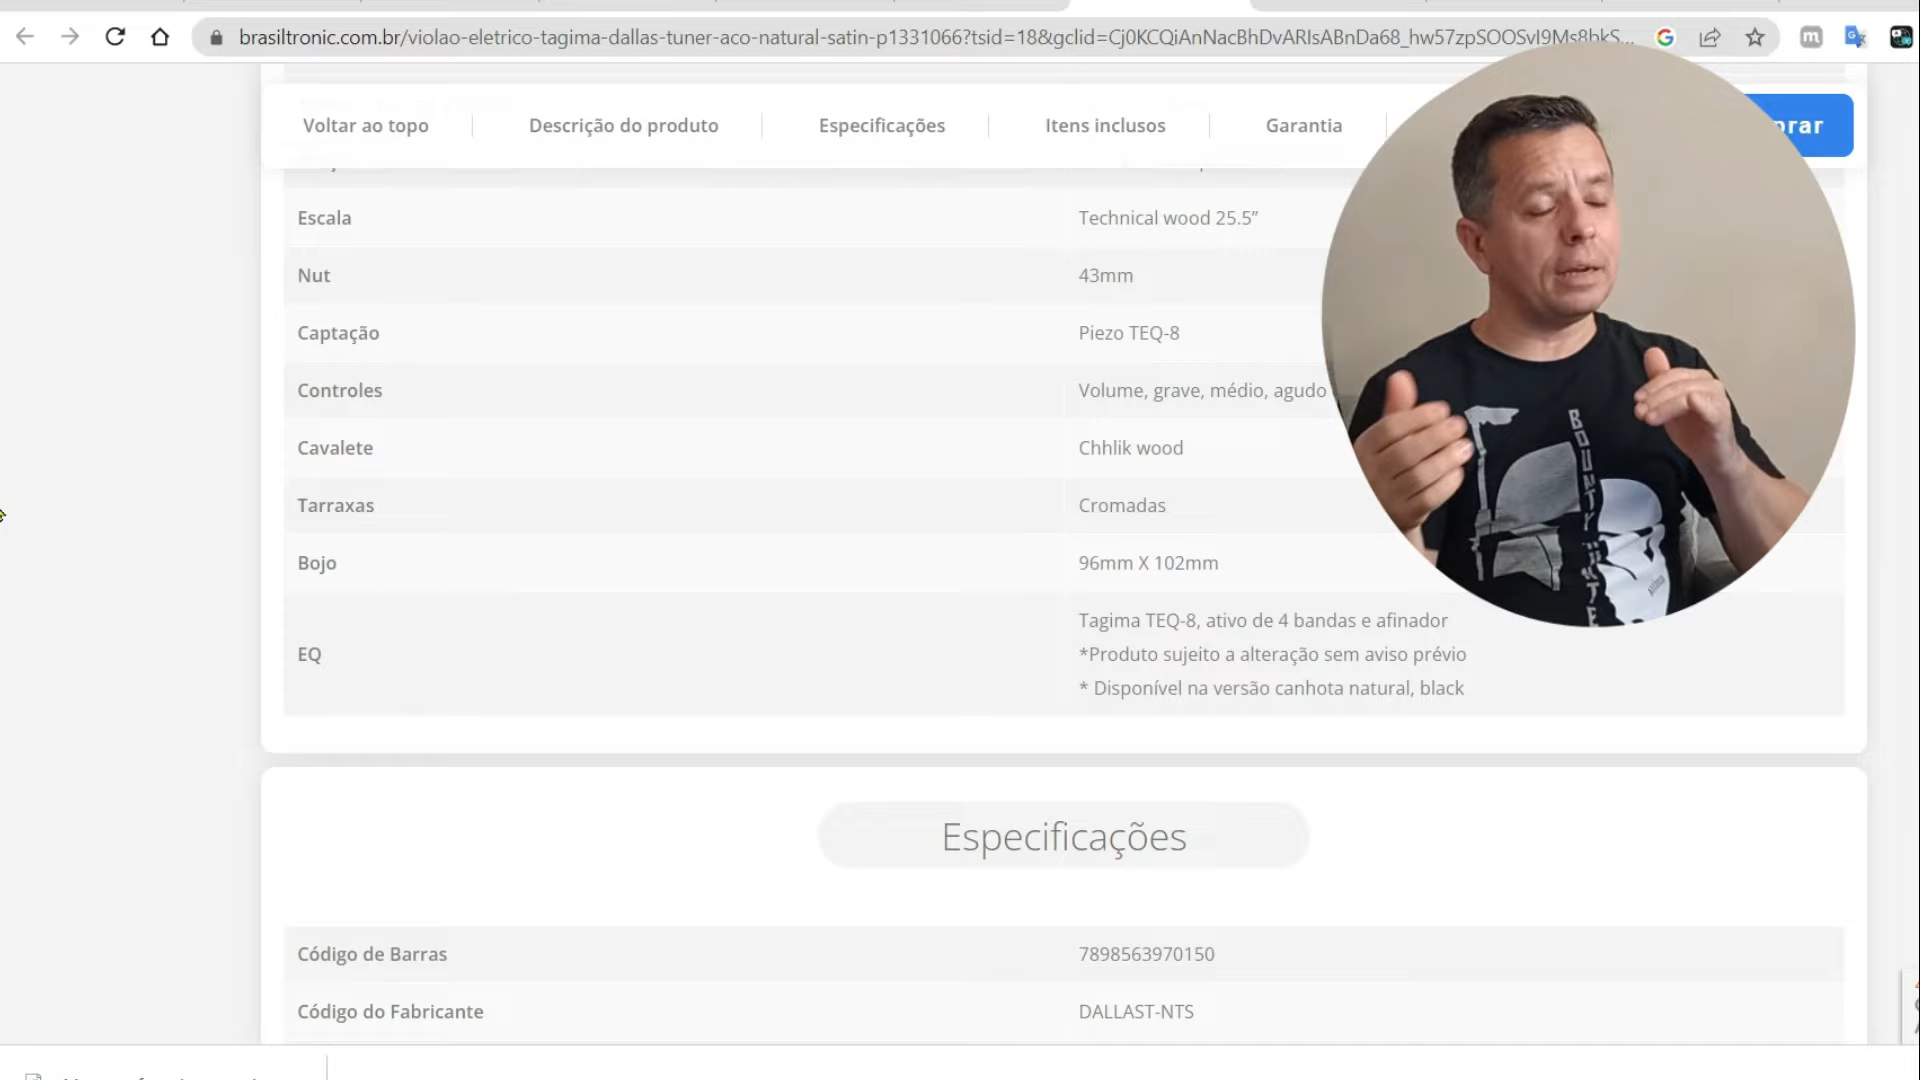 brasiltronic.com.br/violao-eletrico-tagima-dallas-tuner-aco-natural-satin-p1331066?tsid=18&gclid=Cj0KCQiAnNacBhDvARIsABnDa68_hw57zpSOOSvI9Ms8bkS...
Voltar ao topo
Descrição do produto
Especificações
Itens inclusos
Garantia
prar
Escala
Technical wood 25.5”
Nut
43mm
Captação
Piezo TEQ-8
Controles
Volume, grave, médio, agudo
Cavalete
Chhlik wood
Tarraxas
Cromadas
Bojo
96mm X 102mm
EQ
Tagima TEQ-8, ativo de 4 bandas e afinador
*Produto sujeito a alteração sem aviso prévio
* Disponível na versão canhota natural, black
Especificações
Código de Barras
7898563970150
Código do Fabricante
DALLAST-NTS